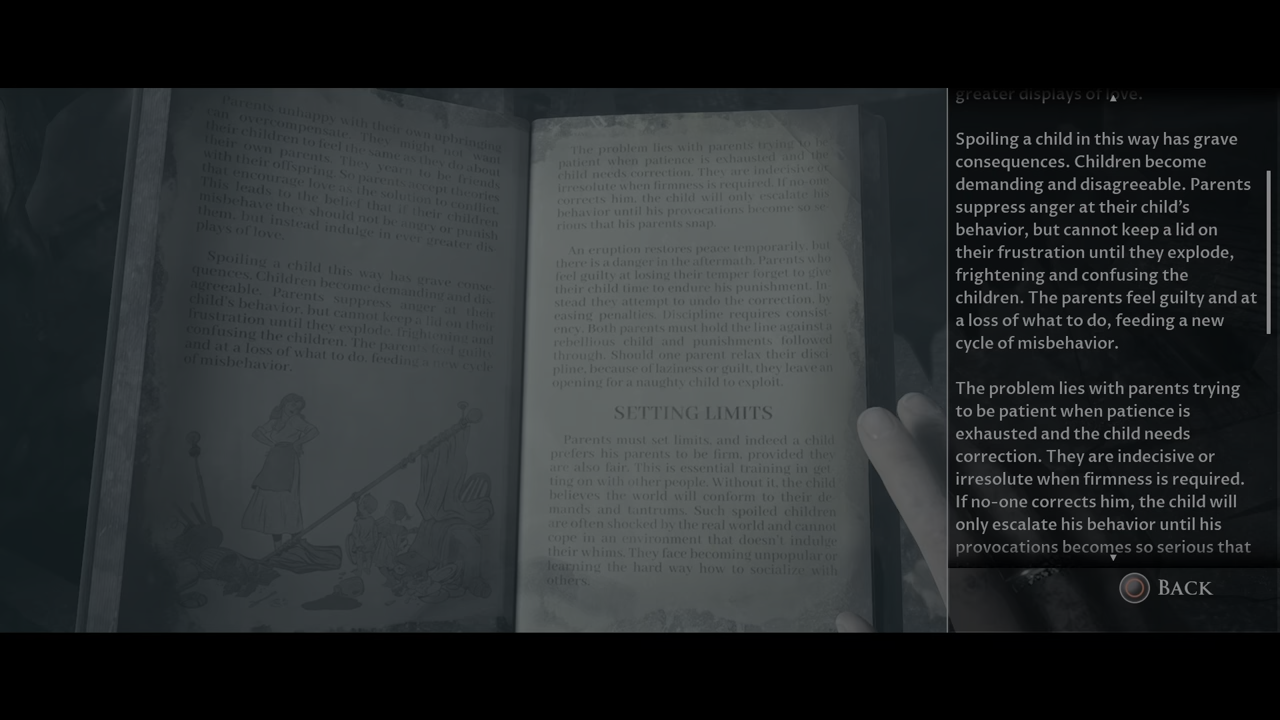 Parents unhappy with their own upbringing
can overcompensate. They might not want
their children to feel the same as they do about
their own parents. They yearn to be friends
with their offspring. So parents accept theories
that encourage love as the solution to conflict.
This leads to the belief that if their children
misbehave they should not be angry or punish
them, but instead indulge in ever greater dis-
plays of love.
Spoiling a child this way has grave conse-
quences. Children become demanding and dis-
agreeable. Parents suppress anger at their
child's behavior, but cannot keep a lid on their
frustration until they explode, frightening and
confusing the children. The parents feel guilty
and at a loss of what to do, feeding a new cycle
of misbehavior.
The problem lies with parents trying to be
patient when patience is exhausted and the
child needs correction. They are indecisive or
irresolute when firmness is required. If no-one
corrects him, the child will only escalate his
behavior until his provocations become so se-
rious that his parents snap.
An eruption restores peace temporarily, but
there is a danger in the aftermath. Parents who
feel guilty at losing their temper forget to give
their child time to endure his punishment. In-
stead they attempt to undo the correction, by
easing penalties. Discipline requires consist-
ency. Both parents must hold the line against a
rebellious child and punishments followed
through. Should one parent relax their disci-
pline, because of laziness or guilt, they leave an
opening for a naughty child to exploit.
SETTING LIMITS
Parents must set limits, and indeed a child
prefers his parents to be firm, provided they
are also fair. This is essential training in get-
ting on with other people. Without it, the child
believes the world will conform to their de-
mands and tantrums. Such spoiled children
are often shocked by the real world and cannot
cope in an environment that doesn't indulge
their whims. They face becoming unpopular or
learning the hard way how to socialize with
others.
greater displays of love.
Spoiling a child in this way has grave
consequences. Children become
demanding and disagreeable. Parents
suppress anger at their child's
behavior, but cannot keep a lid on
their frustration until they explode,
frightening and confusing the
children. The parents feel guilty and at
a loss of what to do, feeding a new
cycle of misbehavior.
The problem lies with parents trying
to be patient when patience is
exhausted and the child needs
correction. They are indecisive or
irresolute when firmness is required.
If no-one corrects him, the child will
only escalate his behavior until his
provocations becomes so serious that
BACK